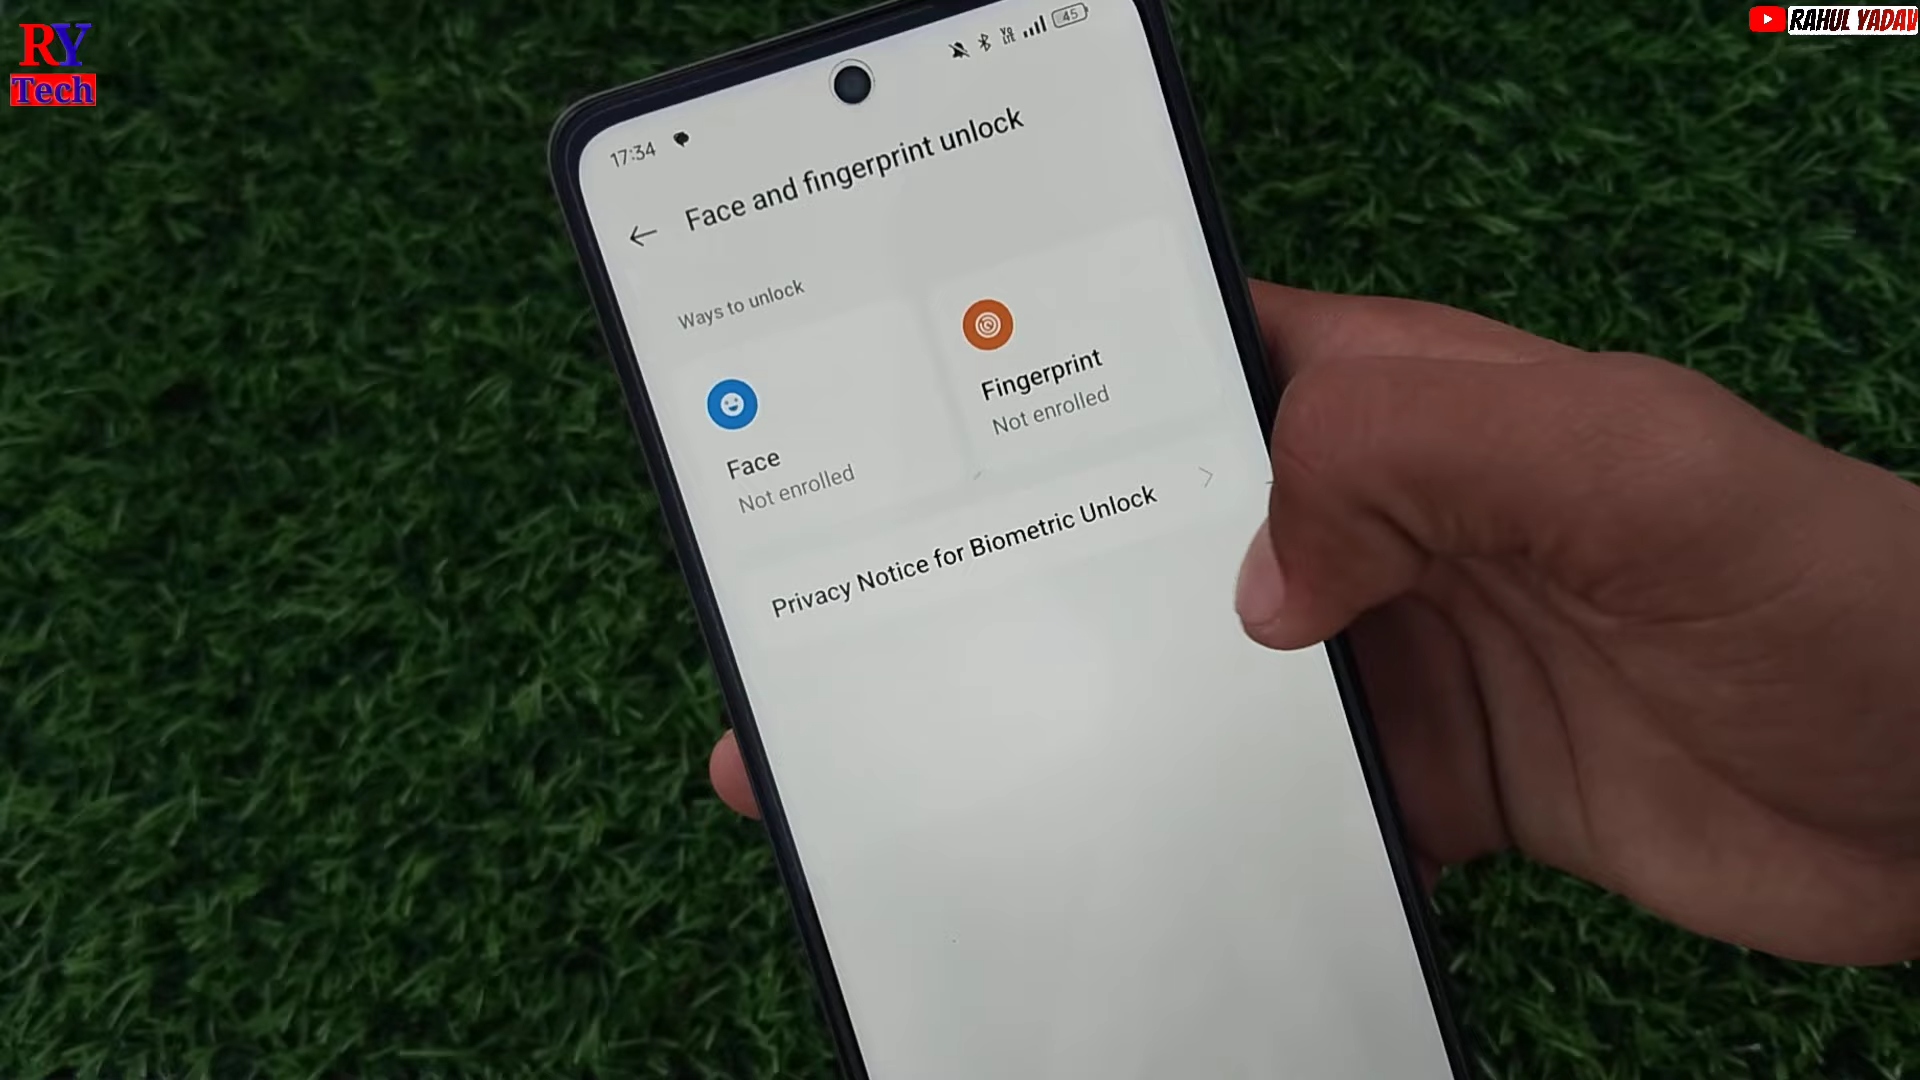 RY
Tech
RAHUL YADAV
45
17:34
Face and fingerprint unlock
Ways to unlock
Face
Not enrolled
Fingerprint
Not enrolled
Privacy Notice for Biometric Unlock